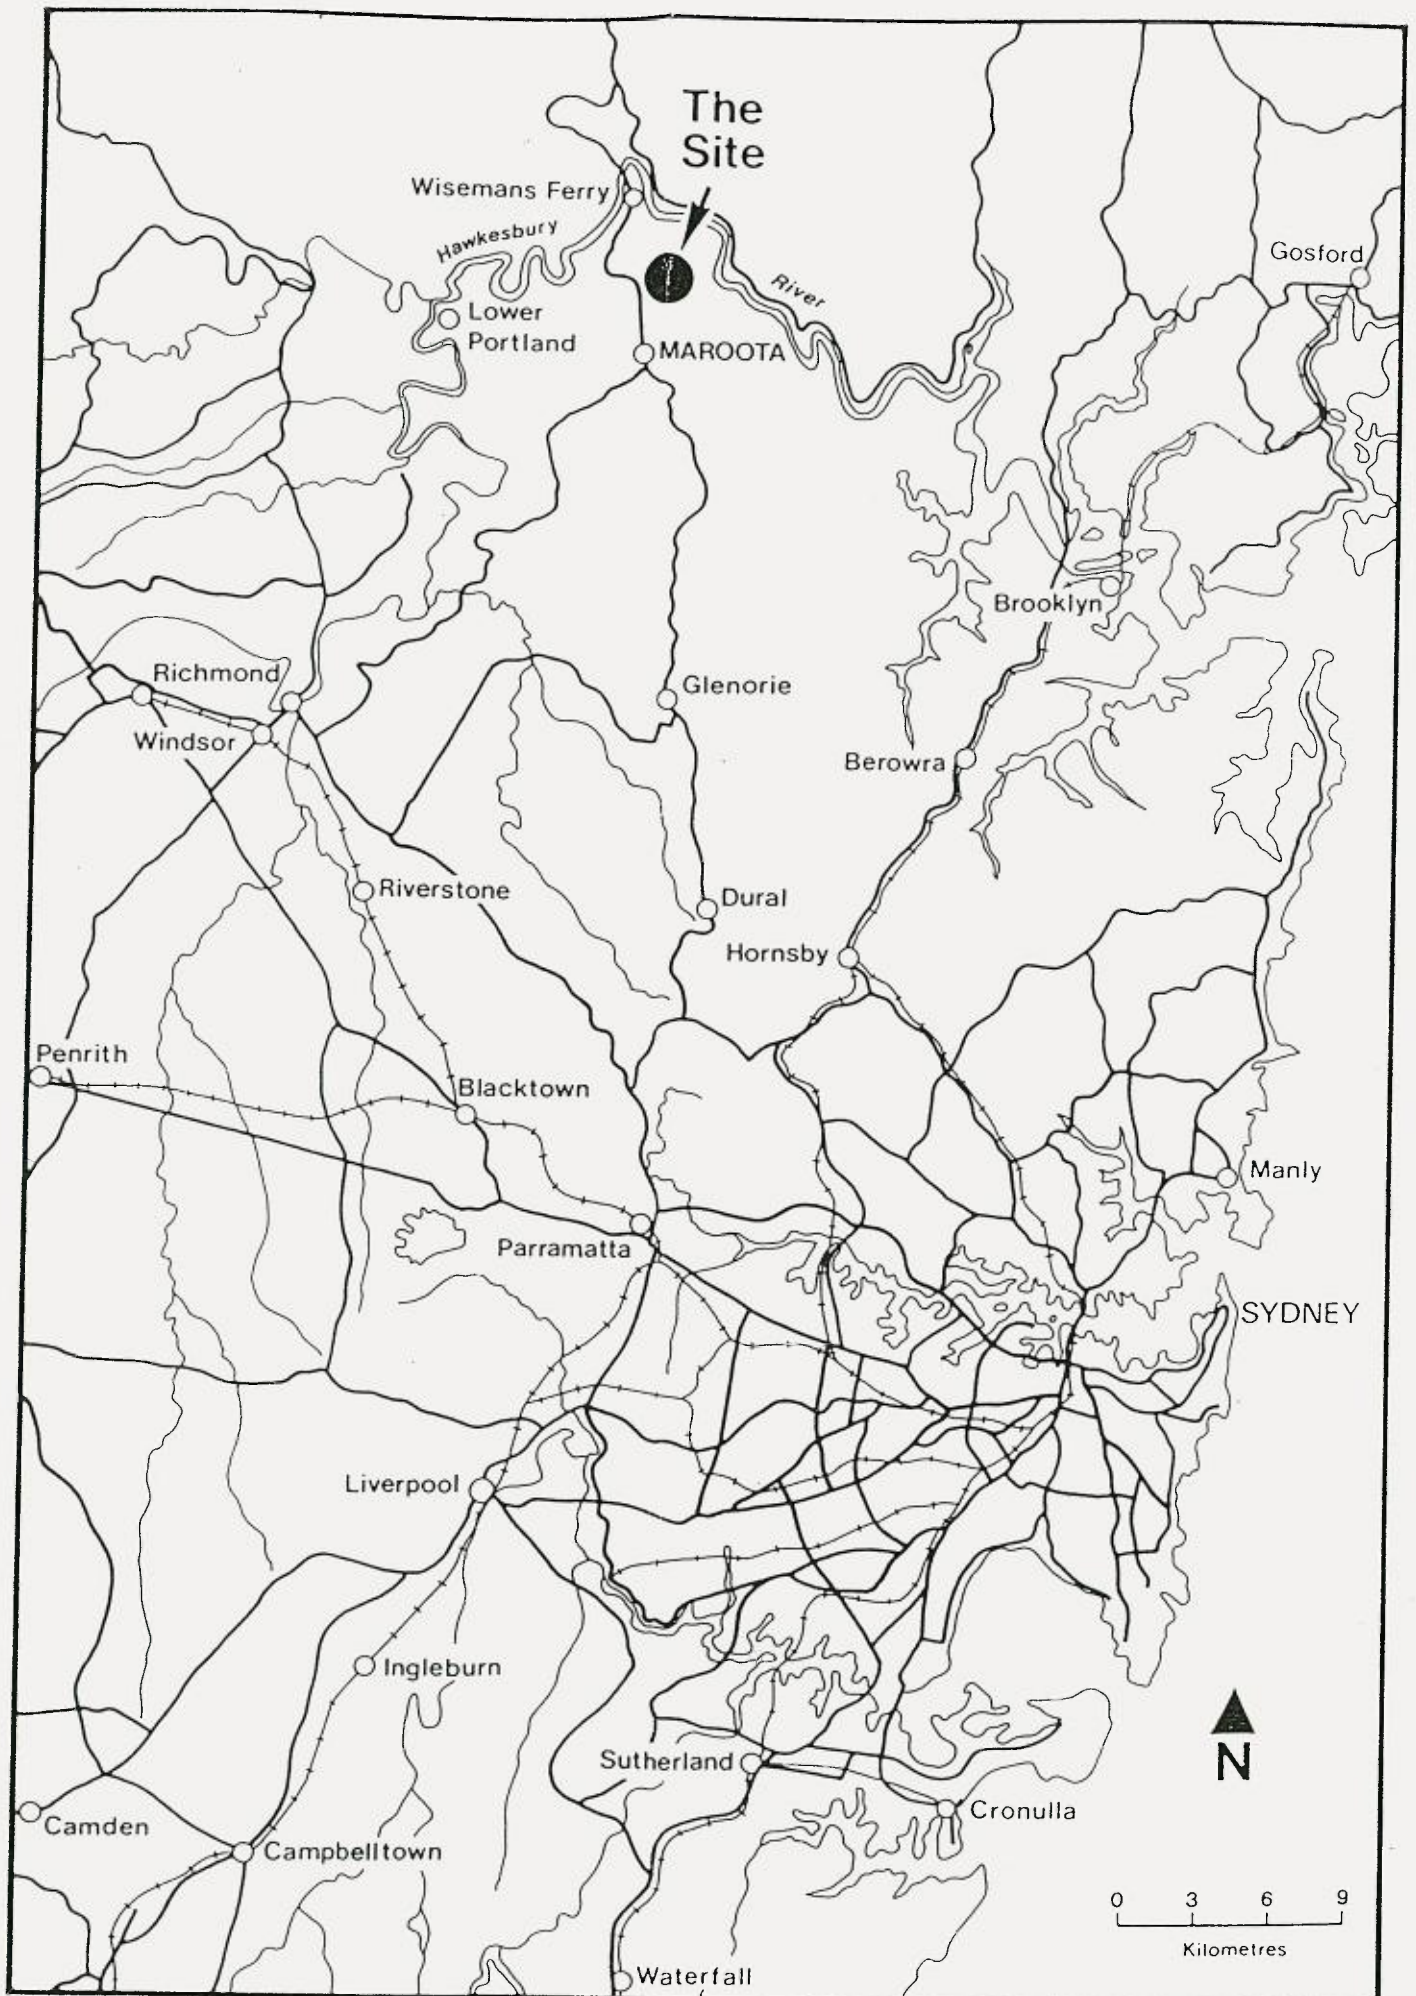 The
Site
Wisemans Ferry
Hawkesbury
River
Gosford
Lower
Portland
MAROOTA
Brooklyn
Richmond
Glenorie
Windsor
Berowra
Riverstone
Dural
Hornsby
Penrith
Blacktown
Manly
Parramatta
SYDNEY
Liverpool
Ingleburn
N
Sutherland
Cronulla
Camden
Campbelltown
0 3 6 9
Kilometres
Waterfall